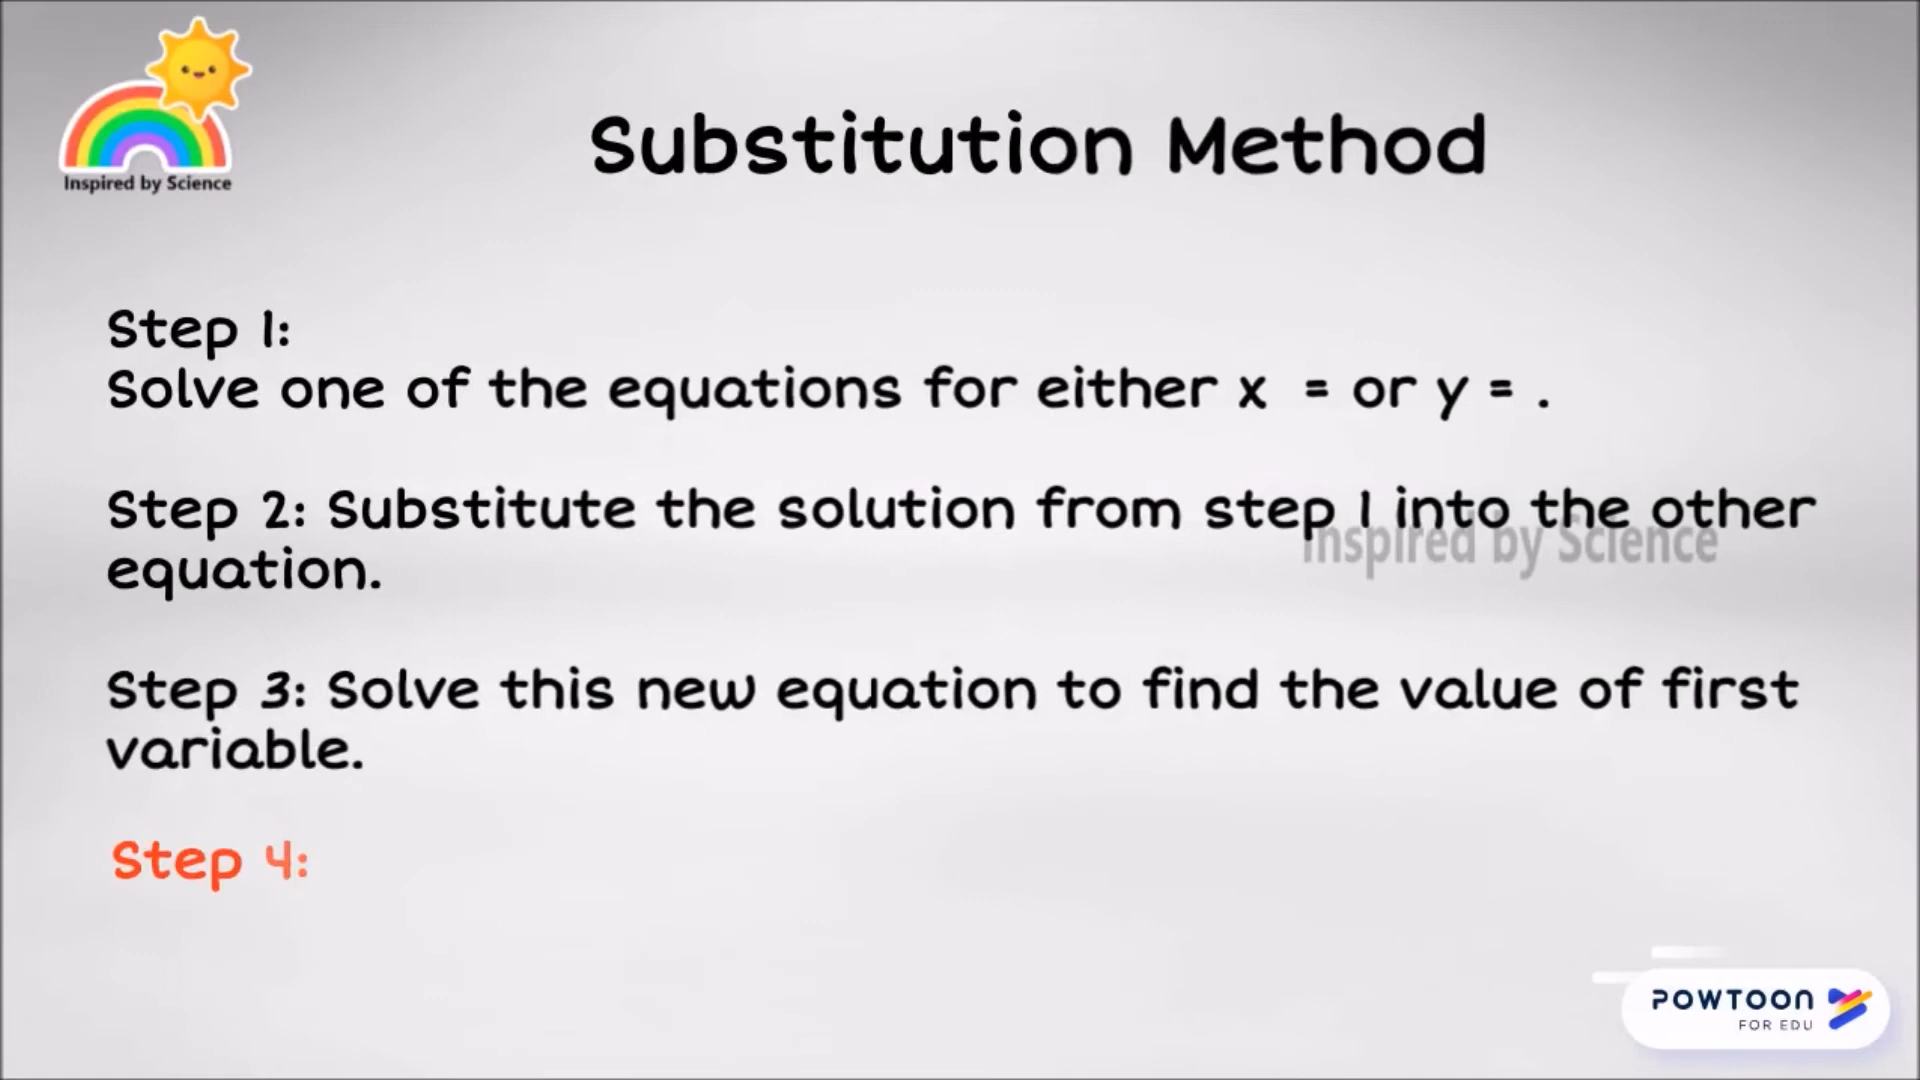 Inspired by Science
Substitution Method
Step 1:
Solve one of the equations for either x = or y = .
Step 2: Substitute the solution from step 1 into the other
Inspired by Science
equation.
Step 3: Solve this new equation to find the value of first
variable.
Step 4:
POWTOON
FOR EDU